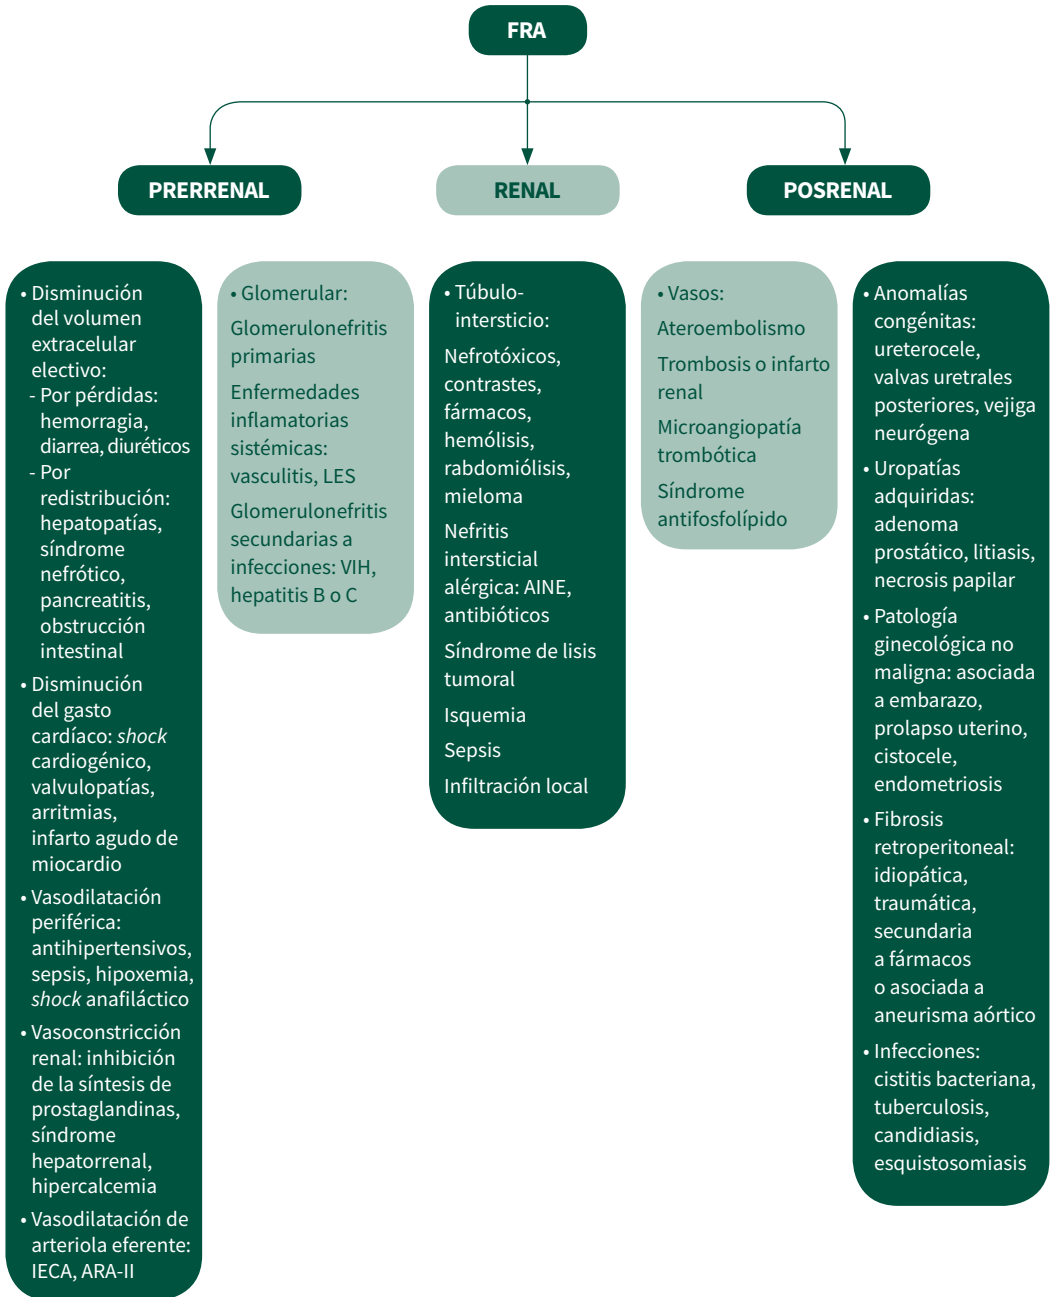 FRA
PRERRENAL
RENAL
POSRENAL
• Disminución
del volumen
extracelular
electivo:
- Por pérdidas:
hemorragia,
diarrea, diuréticos
- Por
redistribución:
hepatopatías,
síndrome
nefrótico,
pancreatitis,
obstrucción
intestinal
• Disminución
del gasto
cardíaco: shock
cardiogénico,
valvulopatías,
arritmias,
infarto agudo de
miocardio
• Vasodilatación
periférica:
antihipertensivos,
sepsis, hipoxemia,
shock anafiláctico
• Vasoconstricción
renal: inhibición
de la síntesis de
prostaglandinas,
síndrome
hepatorrenal,
hipercalcemia
• Vasodilatación de
arteriola eferente:
IECA, ARA-II
• Glomerular:
Glomerulonefritis
primarias
Enfermedades
inflamatorias
sistémicas:
vasculitis, LES
Glomerulonefritis
secundarias a
infecciones: VIH,
hepatitis B o C
• Túbulo-
intersticio:
Nefrotóxicos,
contrastes,
fármacos,
hemólisis,
rabdomiólisis,
mieloma
Nefritis
intersticial
alérgica: AINE,
antibióticos
Síndrome de lisis
tumoral
Isquemia
Sepsis
Infiltración local
• Vasos:
Ateroembolismo
Trombosis o infarto
renal
Microangiopatía
trombótica
Síndrome
antifosfolípido
• Anomalías
congénitas:
ureterocele,
valvas uretrales
posteriores, vejiga
neurógena
• Uropatías
adquiridas:
adenoma
prostático, litiasis,
necrosis papilar
• Patología
ginecológica no
maligna: asociada
a embarazo,
prolapso uterino,
cistocele,
endometriosis
• Fibrosis
retroperitoneal:
idiopática,
traumática,
secundaria
a fármacos
o asociada a
aneurisma aórtico
• Infecciones:
cistitis bacteriana,
tuberculosis,
candidiasis,
esquistosomiasis